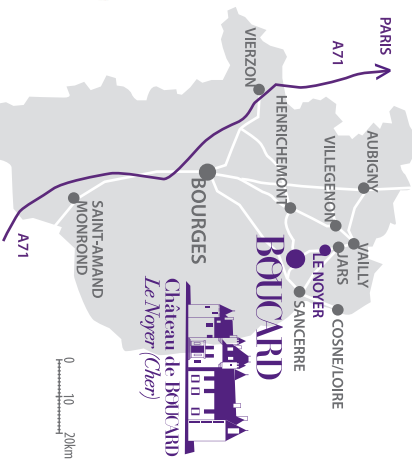 PARIS
A71
VIERZON
HENRICHEMONT
AUBIGNY
VILLEGENON
VAILLY
JARS
LE NOYER
BOUCARD
SANCERRE
COSNE/LOIRE
BOURGES
SAINT-AMAND
MONROND
A71
Château de BOUCARD
Le Noyer (Cher)
0 10 20km